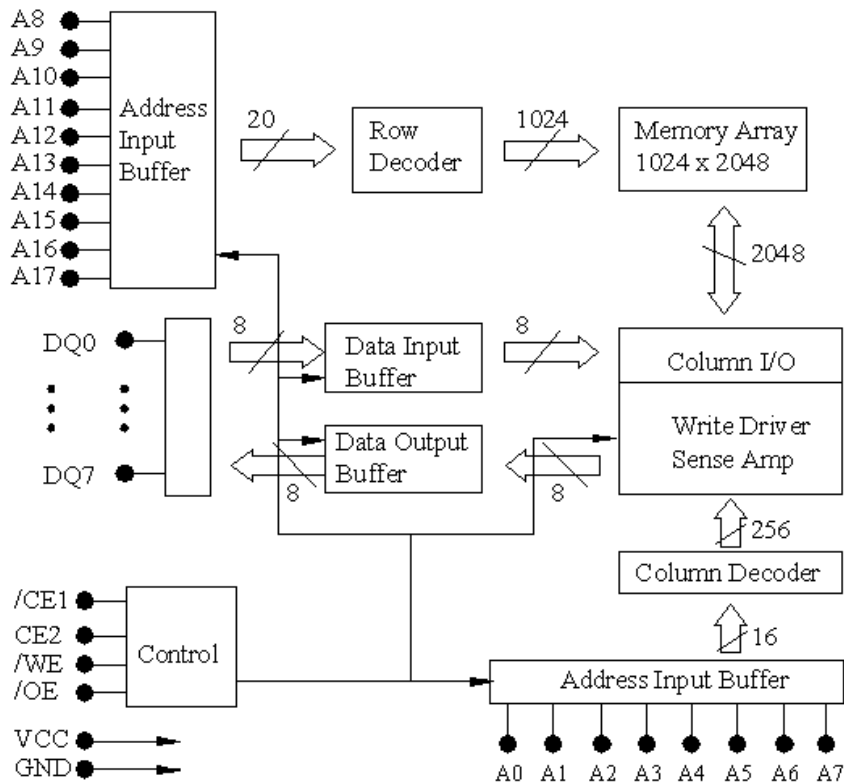 A8
A9
A10
A11
A12
A13
A14
A15
A16
A17
Address
Input
Buffer
20
Row
Decoder
1024
Memory Array
1024 x 2048
2048
DQ0
DQ7
8
Data Input
Buffer
8
Column I/O
Write Driver
Sense Amp
Data Output
Buffer
8
8
256
Column Decoder
16
/CE1
CE2
/WE
/OE
Control
Address Input Buffer
VCC
GND
A0 A1 A2 A3 A4 A5 A6 A7